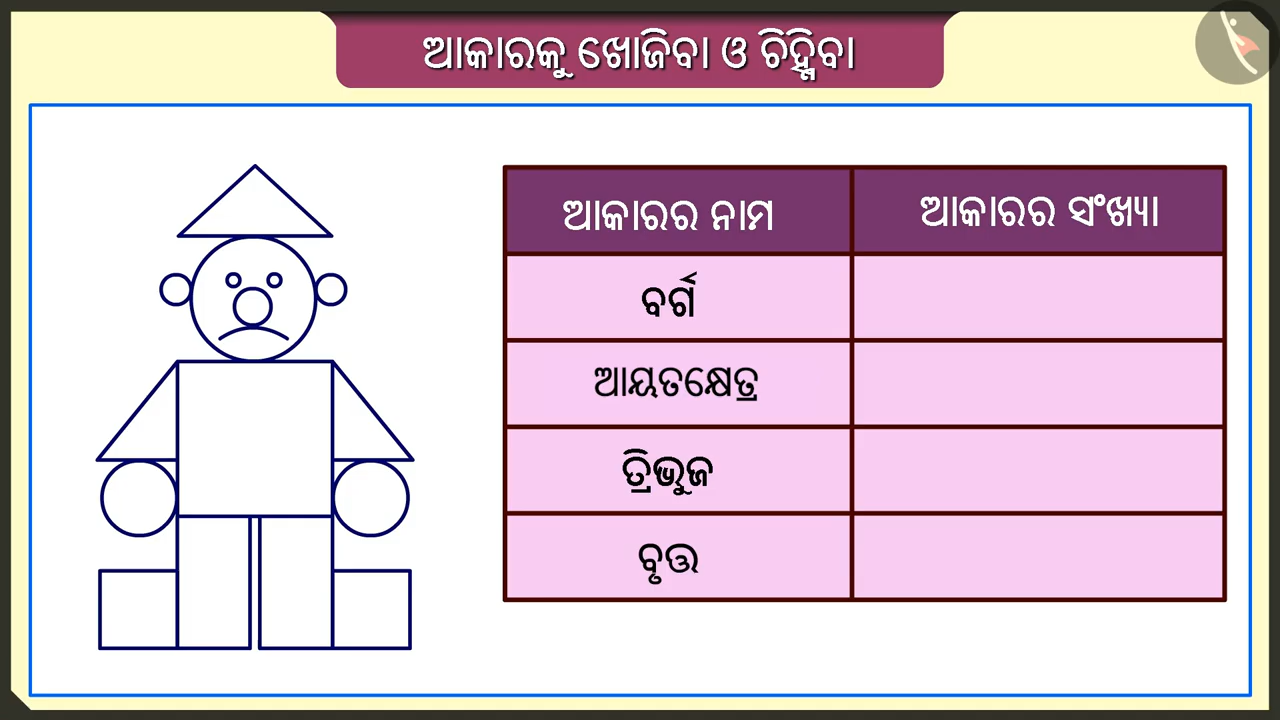 ଆକାରକୁ ଖୋଜିବା ଓ ଚିହ୍ନିବା
ଆକାରର ନାମ ଆକାରର ସଂଖ୍ୟା
ବର୍ଗ
ଆୟତକ୍ଷେତ୍ର
ତ୍ରିଭୁଜ
ବୃତ୍ତ